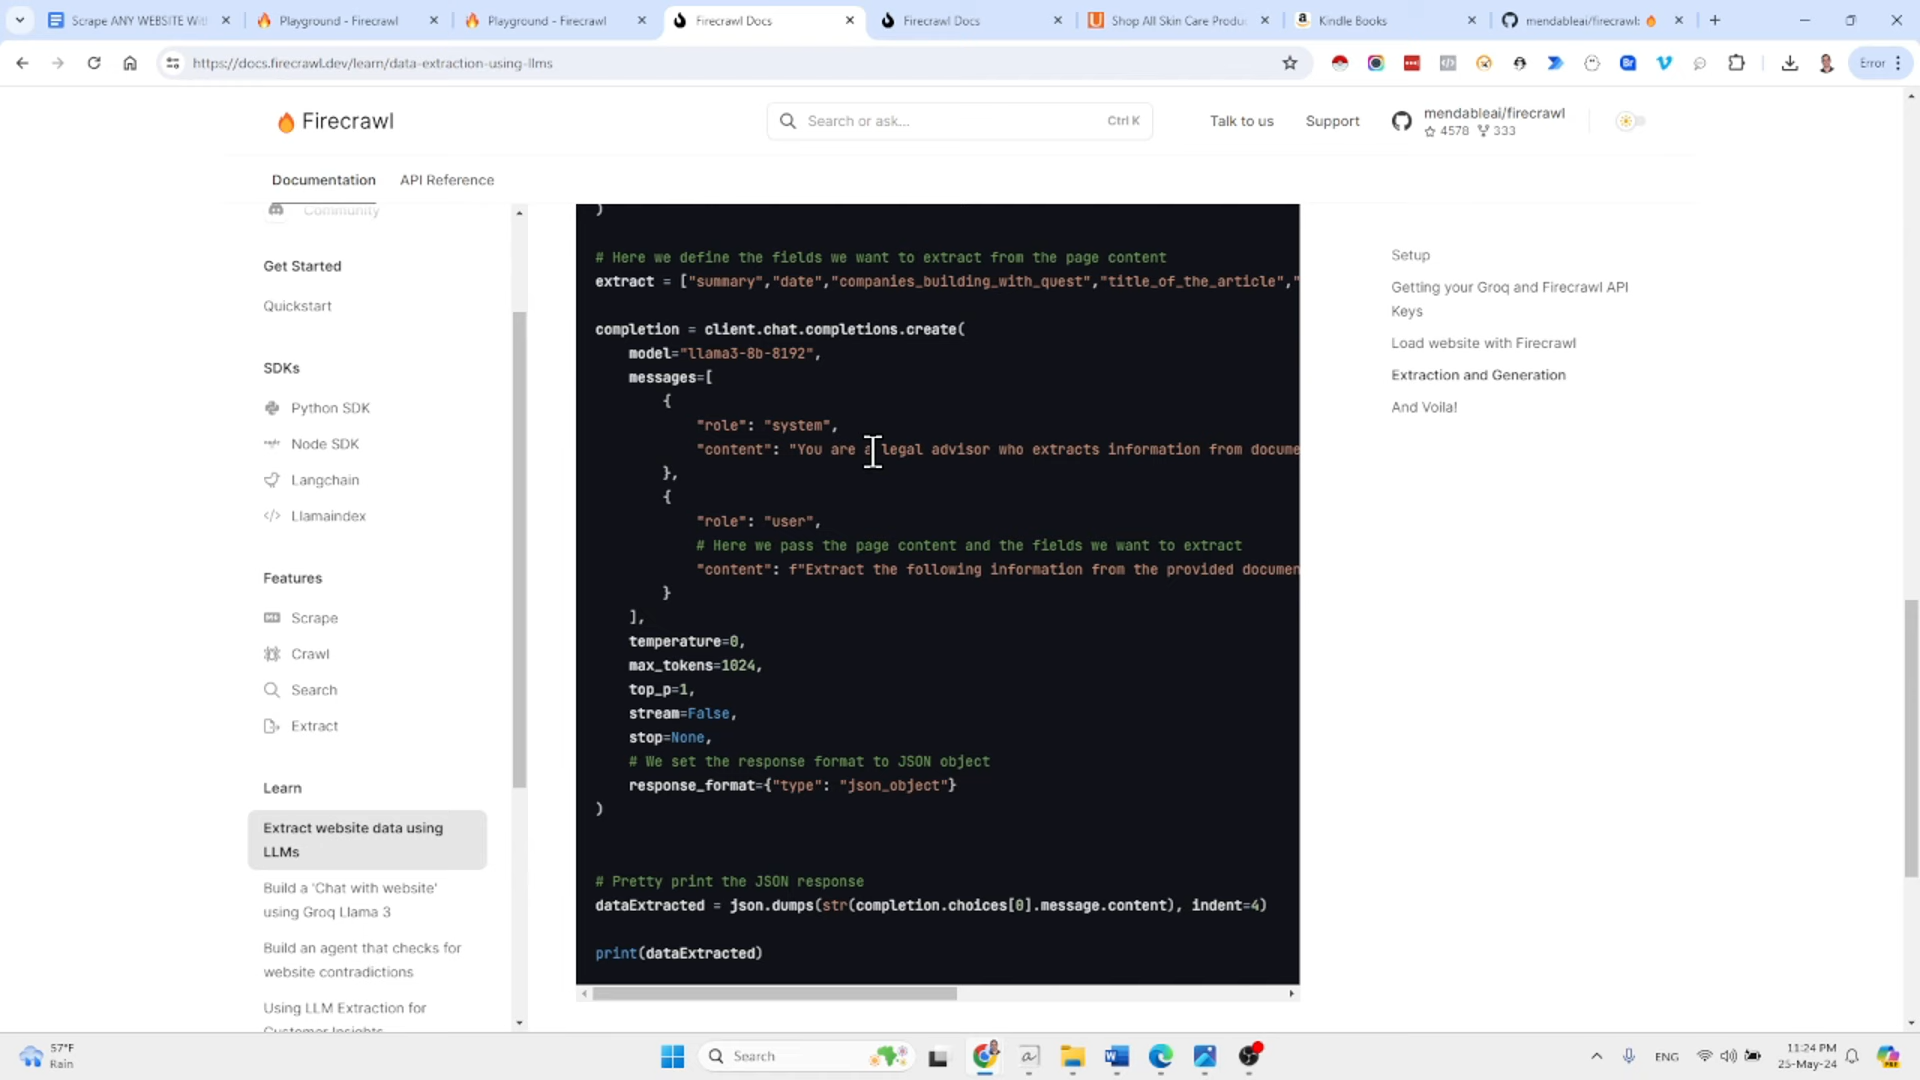 Scrape ANY WEBSITE Wit
Playground - Firecrawl
Playground - Firecrawl
Firecrawl Docs
Firecrawl Docs
Shop All Skin Care Produ
Kindle Books
mendableai/firecrawl:
https://docs.firecrawl.dev/learn/data-extraction-using-llms
Error
Firecrawl
Search or ask...
Ctrl K
Talk to us
Support
mendableai/firecrawl
4578 333
Documentation
API Reference
Community
Get Started
Quickstart
SDKs
Python SDK
Node SDK
Langchain
Llamaindex
Features
Scrape
Crawl
Search
Extract
Learn
Extract website data using
LLMs
Build a 'Chat with website'
using Groq Llama 3
Build an agent that checks for
website contradictions
Using LLM Extraction for
Customer Insights
)
# Here we define the fields we want to extract from the page content
extract = ["summary","date","companies_building_with_quest","title_of_the_article","
completion = client.chat.completions.create(
model="llama3-8b-8192",
messages=[
{
"role": "system",
"content": "You are a legal advisor who extracts information from docume
},
{
"role": "user",
# Here we pass the page content and the fields we want to extract
"content": f"Extract the following information from the provided documen
}
],
temperature=0,
max_tokens=1024,
top_p=1,
stream=False,
stop=None,
# We set the response format to JSON object
response_format={"type": "json_object"}
)
# Pretty print the JSON response
dataExtracted = json.dumps(str(completion.choices[0].message.content), indent=4)
print(dataExtracted)
Setup
Getting your Groq and Firecrawl API
Keys
Load website with Firecrawl
Extraction and Generation
And Voila!
57°F
Rain
Search
ENG
11:24 PM
25-May-24